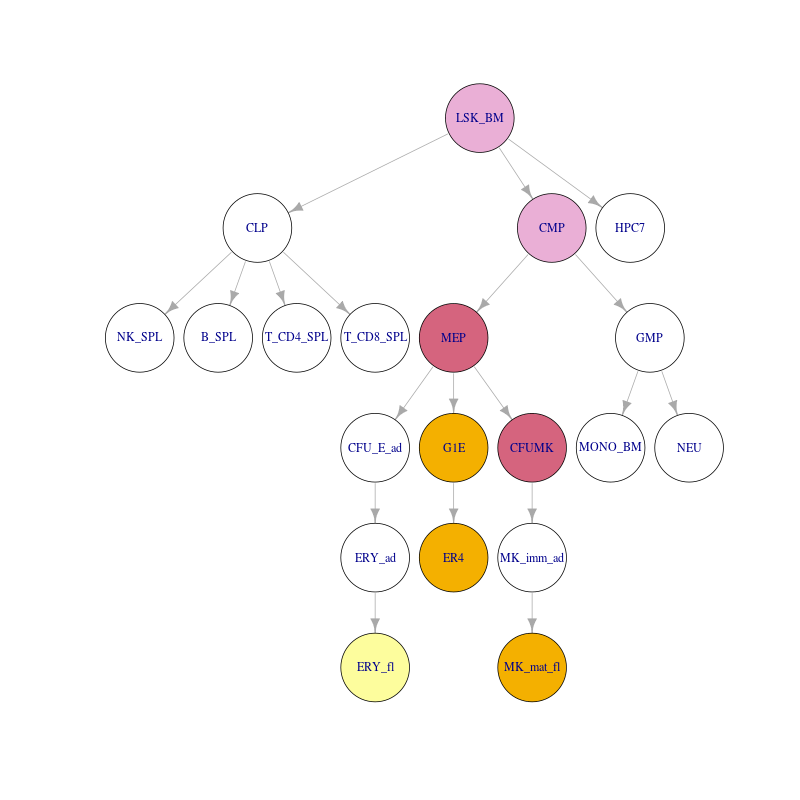 LSK_BM
CLP
CMP
HPC7
NK_SPL
B_SPL
T_CD4_SPL
T_CD8_SPL
MEP
GMP
CFU_E_ad
G1E
CFUMK
MONO_BM
NEU
ERY_ad
ER4
MK_imm_ad
ERY_fl
MK_mat_fl